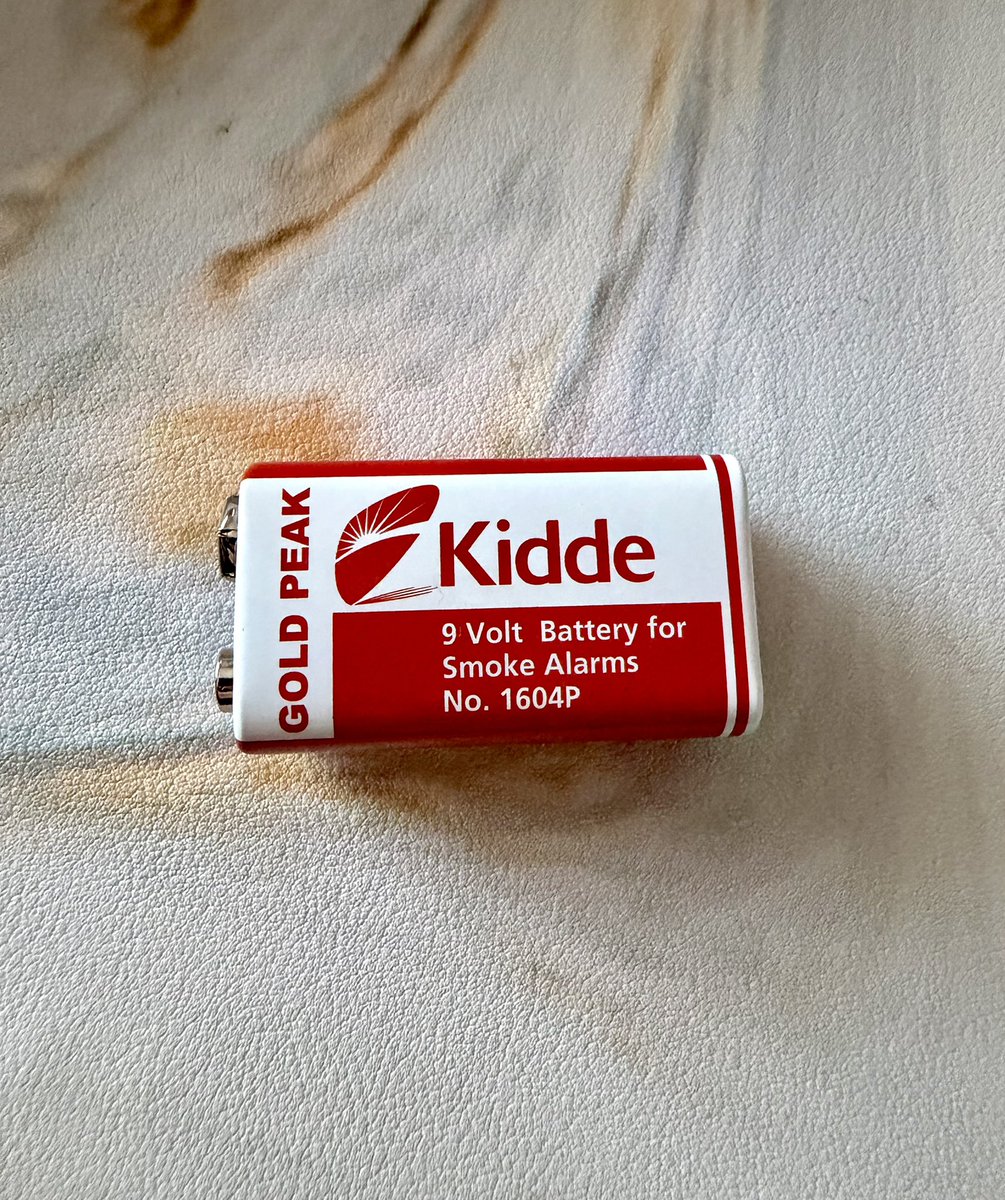 GOLD PEAK
Kidde
9 Volt Battery for
Smoke Alarms
No. 1604P